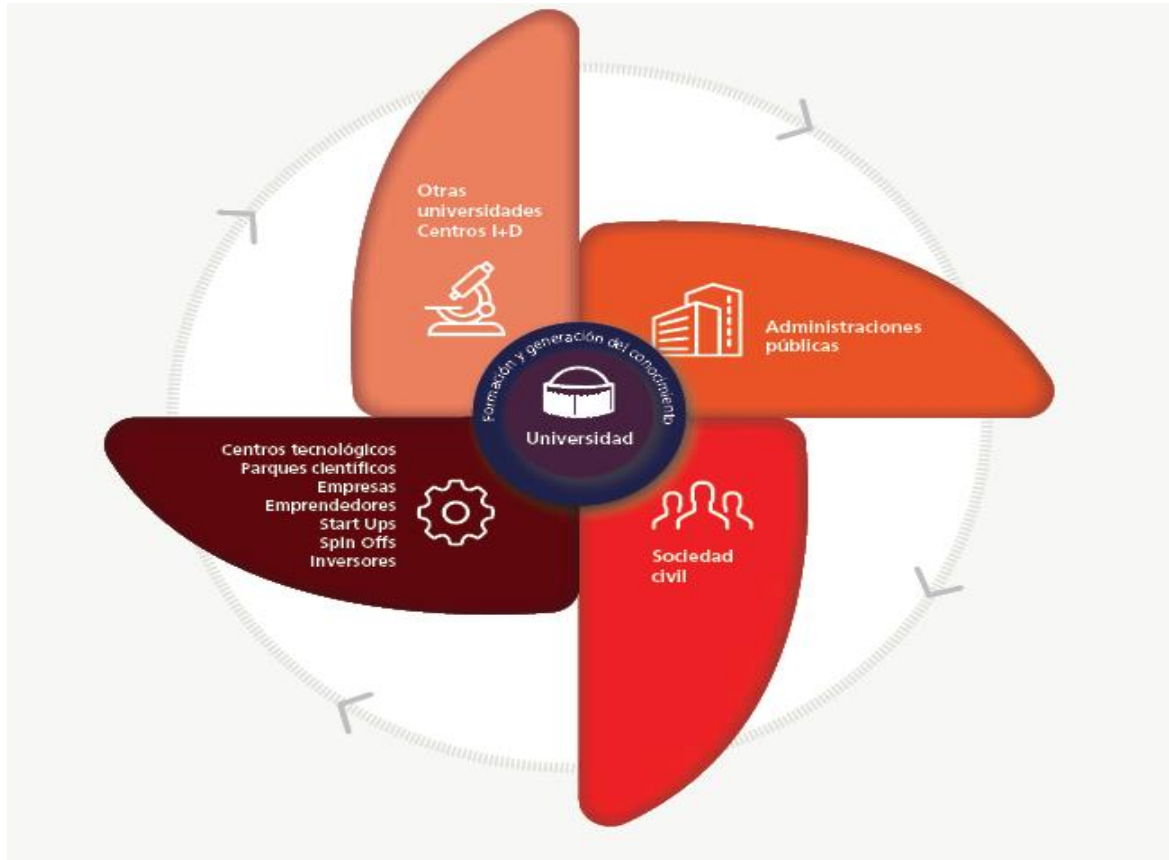 Otras
universidades
Centros I+D
Administraciones
públicas
Formación y generación del conocimiento
Universidad
Centros tecnológicos
Parques científicos
Empresas
Emprendedores
Start Ups
Spin Offs
Inversores
Sociedad
civil